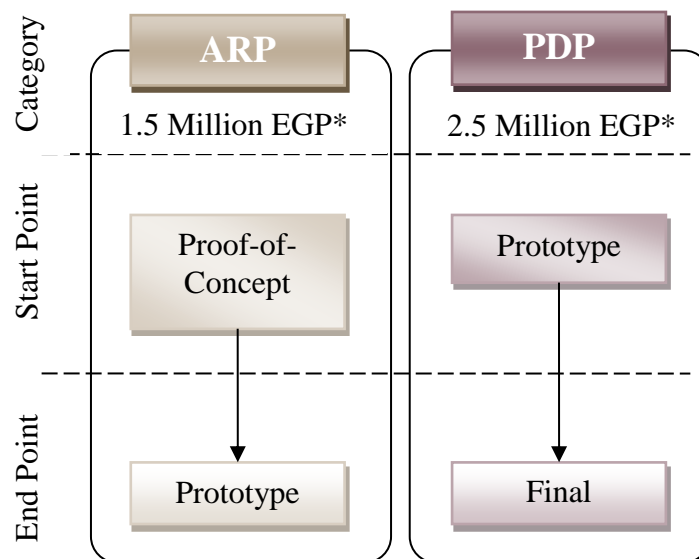 Category
ARP
PDP
1.5 Million EGP*
2.5 Million EGP*
Start Point
Proof-of-
Concept
Prototype
End Point
Prototype
Final